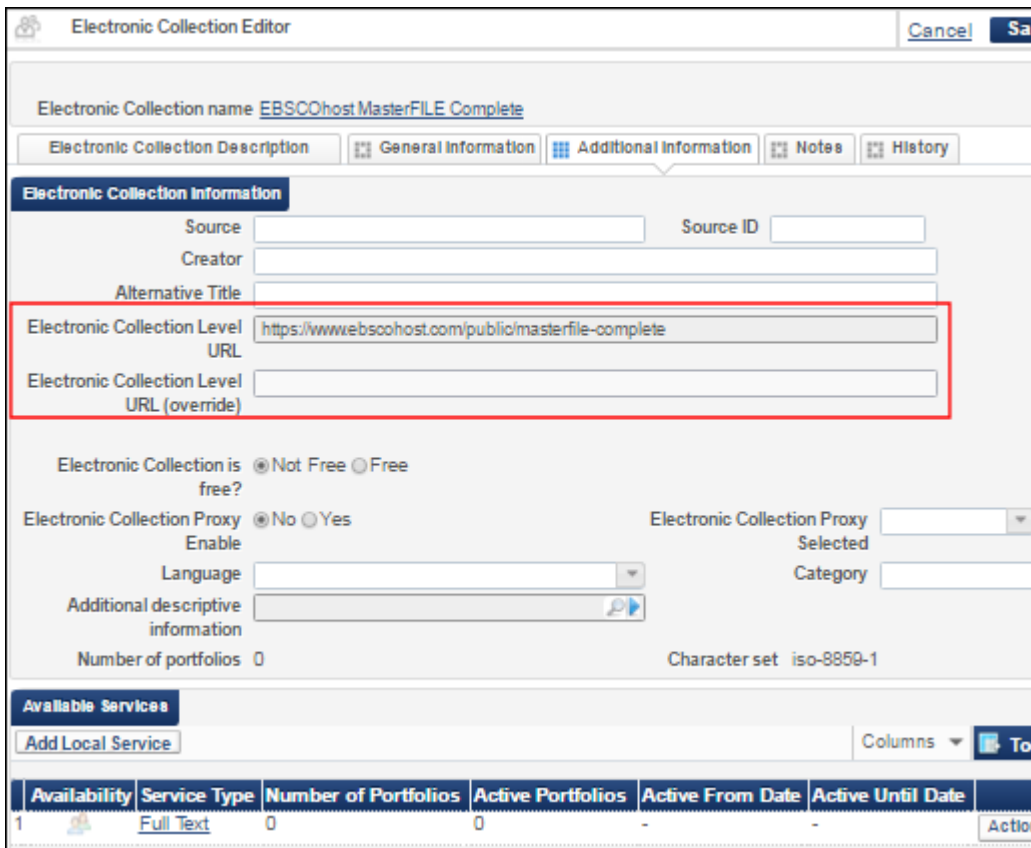 Electronic Collection Editor Cancel Sa
Electronic Collection name EBSCOhost MasterFILE Complete
Electronic Collection Description General Information Additional Information Notes History
Electronic Collection Information
Source Source ID
Creator
Alternative Title
Electronic Collection Level https://www.ebscohost.com/public/masterfile-complete
URL
Electronic Collection Level
URL (override)
Electronic Collection is Not Free Free
free?
Electronic Collection Proxy No Yes Electronic Collection Proxy
Enable Selected
Language Category
Additional descriptive
information
Number of portfolios 0 Character set iso-8859-1
Available Services
Add Local Service Columns To
Availability Service Type Number of Portfolios Active Portfolios Active From Date Active Until Date
1 Full Text 0 0 - - Action